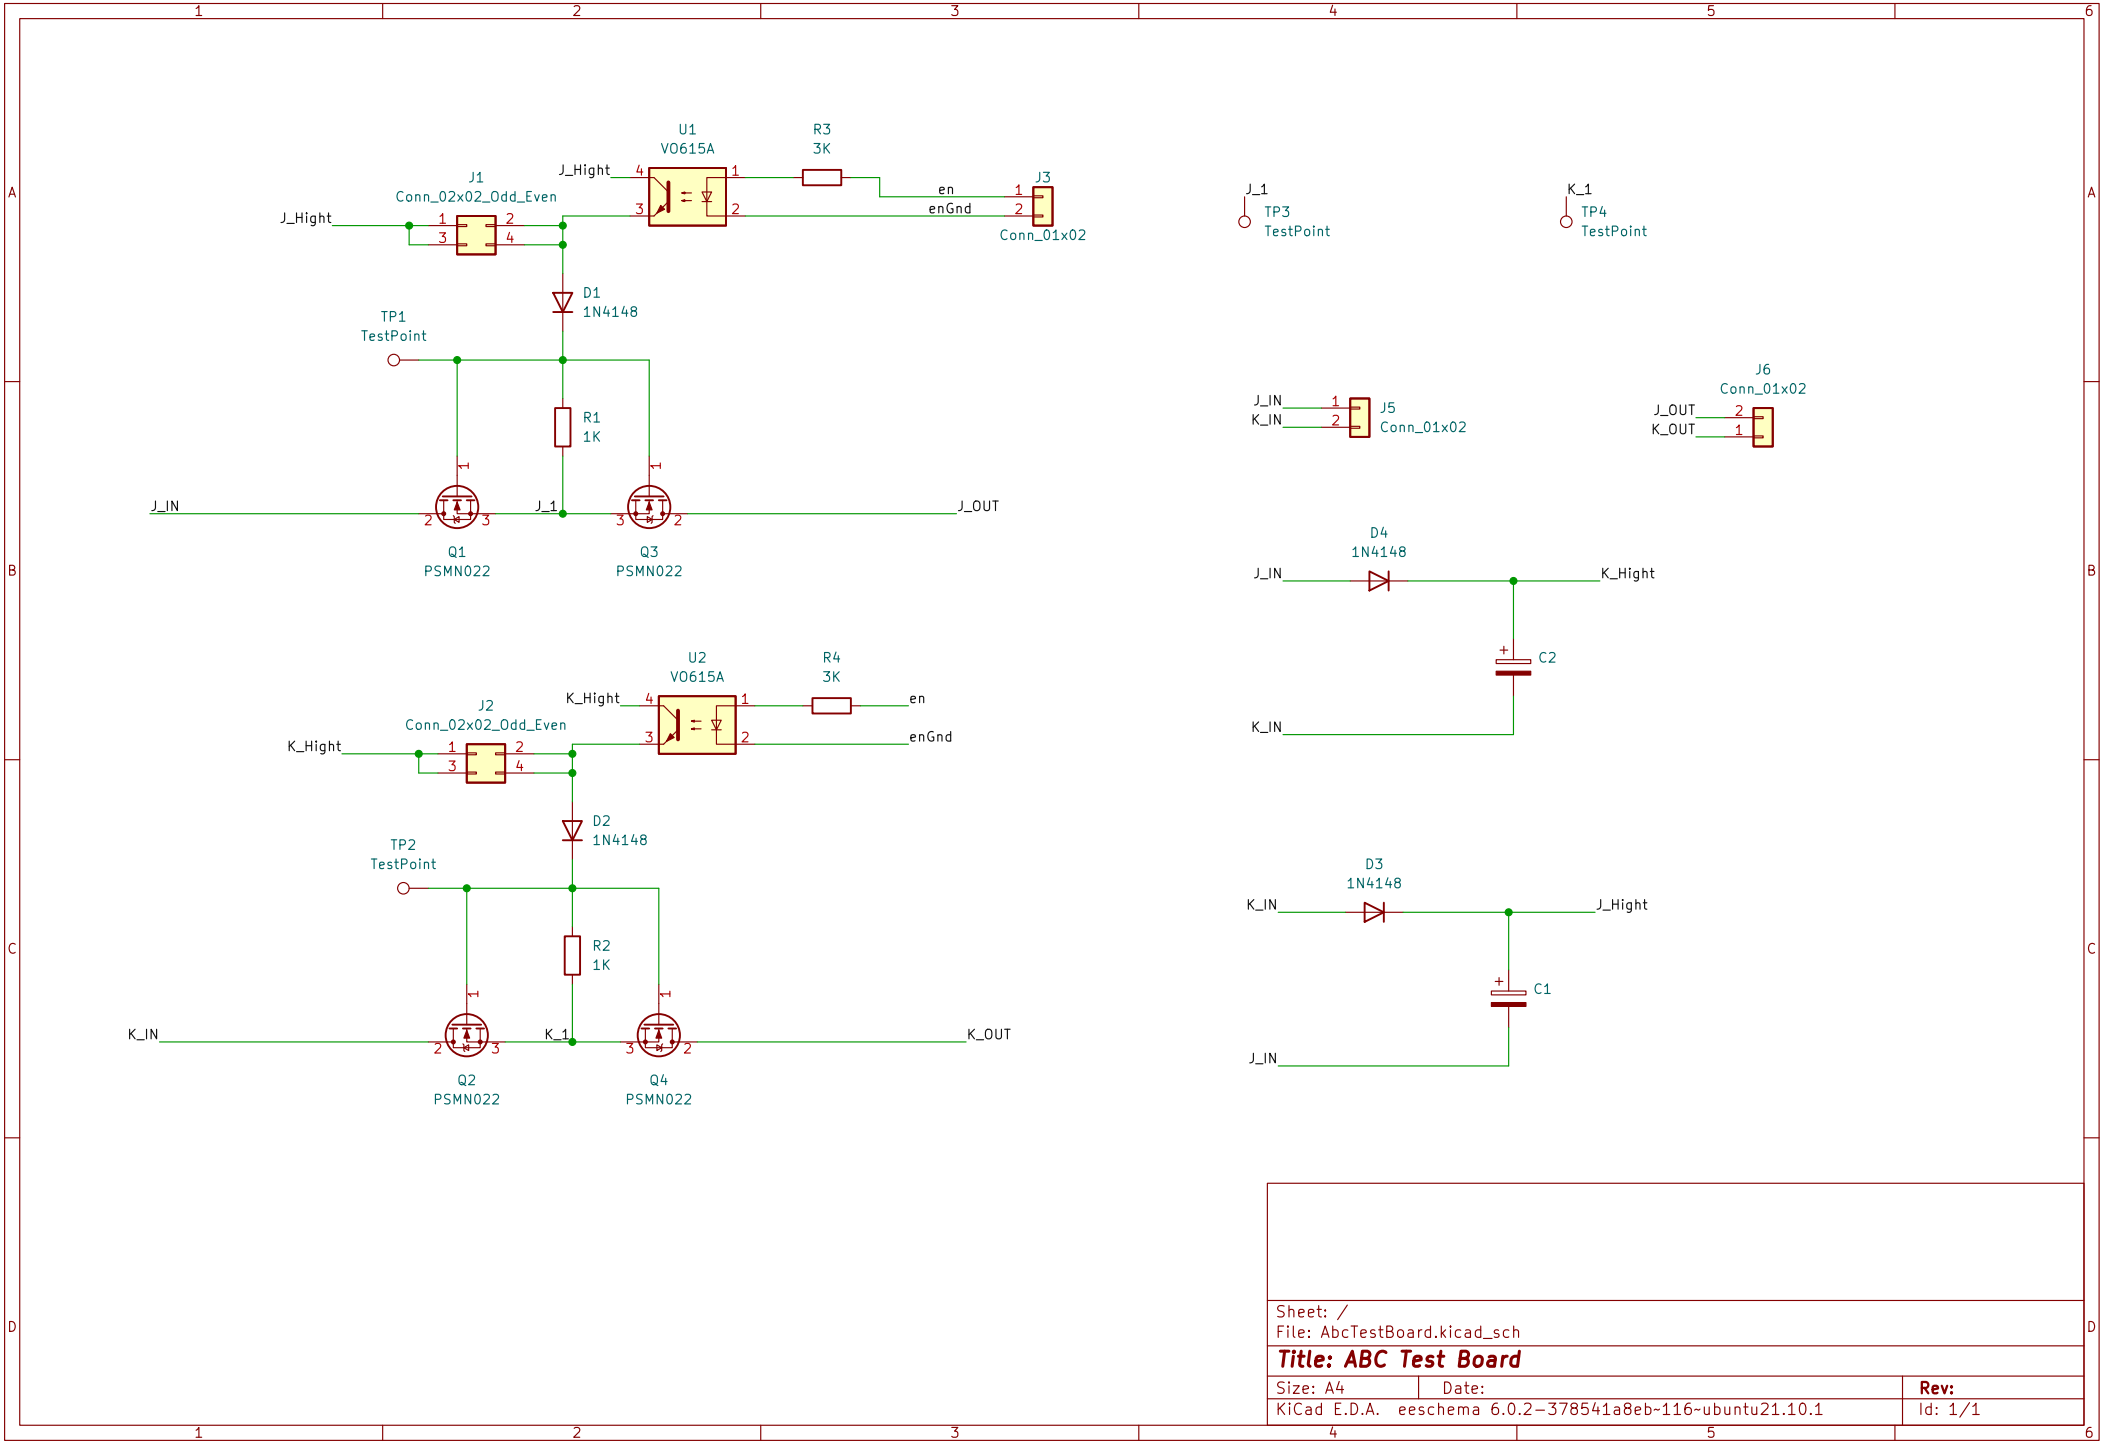 1 2 3 4 5 6
A A
B B
C C
D D
U1
VO615A
R3
3K
J_Hight
4 1
3 2
en
enGnd
J3
1
2
Conn_01x02
J1
Conn_02x02_Odd_Even
J_Hight
1 2
3 4
D1
1N4148
TP1
TestPoint
R1
1K
1 1
J_IN
2 3
J_1
3 2
J_OUT
Q1
PSMN022
Q3
PSMN022
U2
VO615A
R4
3K
K_Hight
4 1
3 2
en
enGnd
J2
Conn_02x02_Odd_Even
K_Hight
1 2
3 4
D2
1N4148
TP2
TestPoint
R2
1K
1 1
K_IN
2 3
K_1
3 2
K_OUT
Q2
PSMN022
Q4
PSMN022
J_1
TP3
TestPoint
K_1
TP4
TestPoint
J_IN 1
K_IN 2
J5
Conn_01x02
J6
Conn_01x02
J_OUT 2
K_OUT 1
D4
1N4148
J_IN
K_Hight
+
C2
K_IN
D3
1N4148
K_IN
J_Hight
+
C1
J_IN
Sheet: /
File: AbcTestBoard.kicad_sch
Title: ABC Test Board
Size: A4 Date: Rev:
KiCad E.D.A. eeschema 6.0.2-378541a8eb~116~ubuntu21.10.1 Id: 1/1
1 2 3 4 5 6